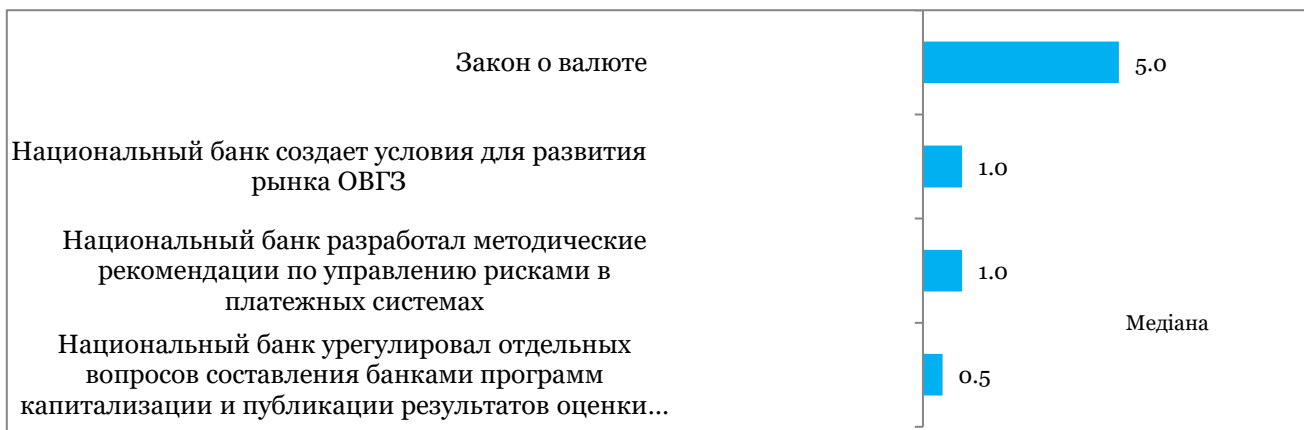 Закон о валюте
5.0
Национальный банк создает условия для развития
рынка ОВГЗ
1.0
Национальный банк разработал методические
рекомендации по управлению рисками в
платежных системах
1.0
Медіана
Национальный банк урегулировал отдельных
вопросов составления банками программ
капитализации и публикации результатов оценки...
0.5